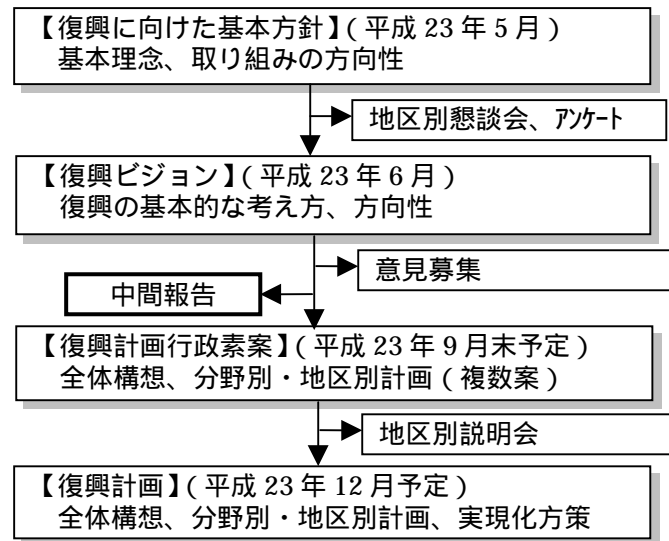 【復興に向けた基本方針】(平成 23 年 5 月)
基本理念、取り組みの方向性
地区別懇談会、ｱﾝｹｰﾄ
【復興ビジョン】(平成 23 年 6 月)
復興の基本的な考え方、方向性
意見募集
中間報告
【復興計画行政素案】(平成 23 年 9 月末予定)
全体構想、分野別・地区別計画(複数案)
地区別説明会
【復興計画】(平成 23 年 12 月予定)
全体構想、分野別・地区別計画、実現化方策